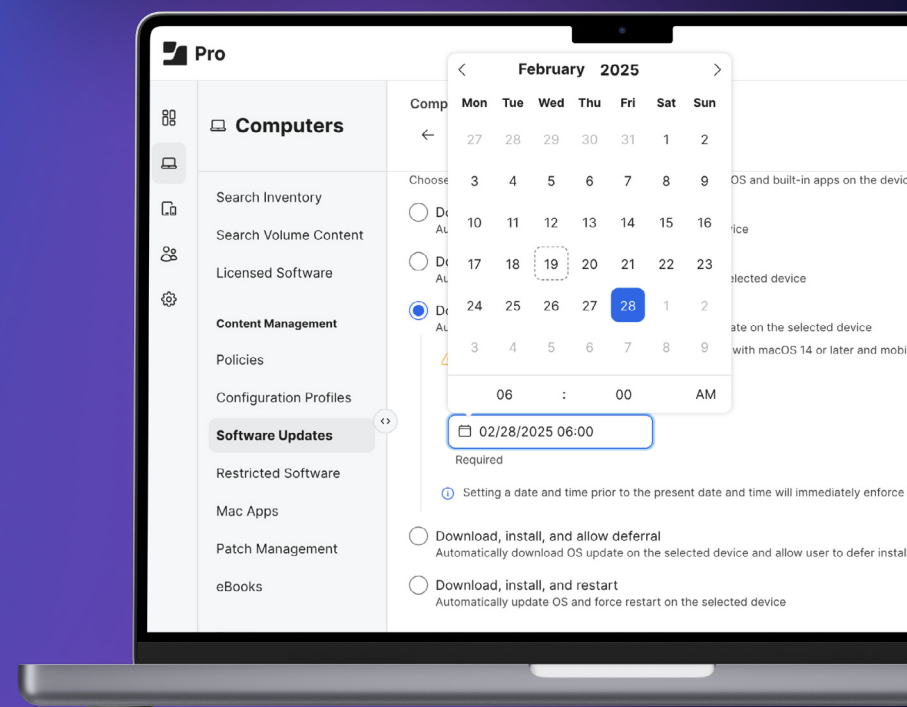 Pro
Computers
Search Inventory
Search Volume Content
Licensed Software
Content Management
Policies
Configuration Profiles
Software Updates
Restricted Software
Mac Apps
Patch Management
eBooks
Comp
February 2025
Mon Tue Wed Thu Fri Sat Sun
27 28 29 30 31 1 2
3 4 5 6 7 8 9
10 11 12 13 14 15 16
17 18 19 20 21 22 23
24 25 26 27 28 1 2
3 4 5 6 7 8 9
06 : 00 AM
Choose OS and built-in apps on the devic
Do
Au vice
Do
Au elected device
Do
Au ate on the selected device
with macOS 14 or later and mobi
02/28/2025 06:00
Required
Setting a date and time prior to the present date and time will immediately enforce
Download, install, and allow deferral
Automatically download OS update on the selected device and allow user to defer instal
Download, install, and restart
Automatically update OS and force restart on the selected device